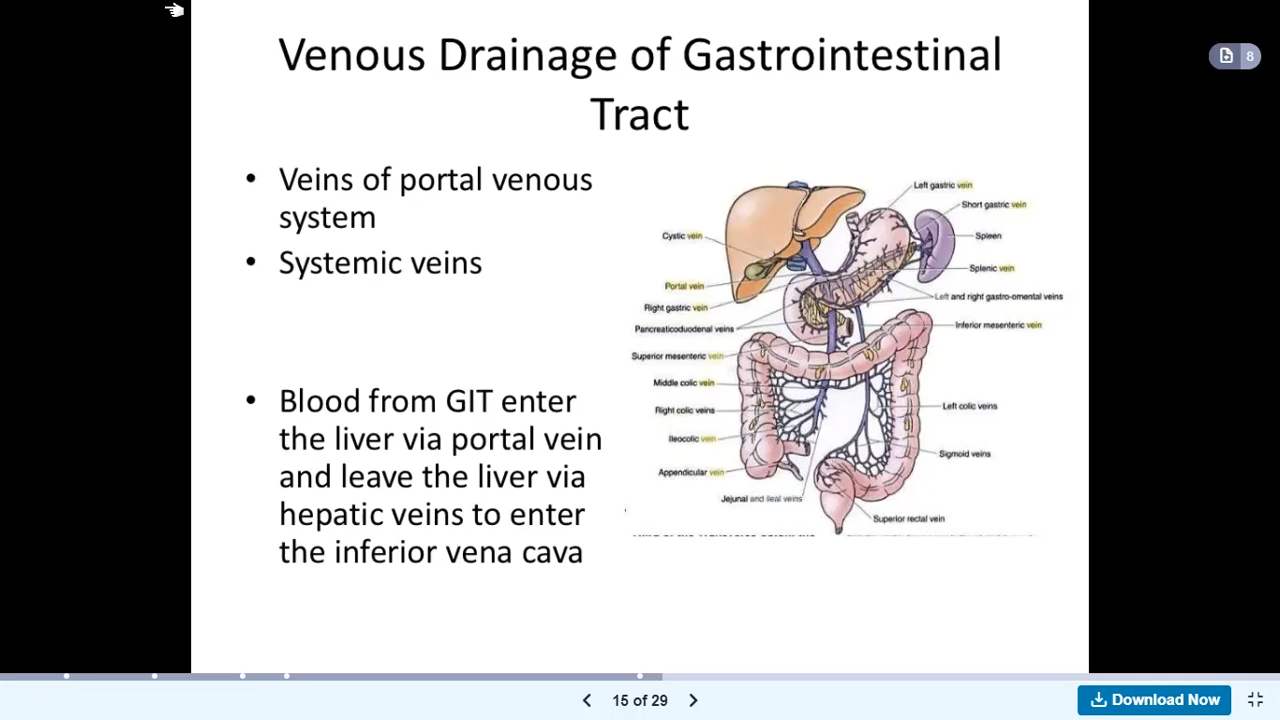 Venous Drainage of Gastrointestinal
Tract
8
• Veins of portal venous
system
• Systemic veins
• Blood from GIT enter
the liver via portal vein
and leave the liver via
hepatic veins to enter
the inferior vena cava
Left gastric vein
Short gastric vein
Cystic vein
Spleen
Splenic vein
Portal vein
Left and right gastro-omental veins
Right gastric vein
Pancreaticoduodenal veins
Inferior mesenteric vein
Superior mesenteric vein
Middle colic vein
Right colic veins
Left colic veins
Ileocolic vein
Sigmoid veins
Appendicular vein
Jejunal and ileal veins
Superior rectal vein
15 of 29
Download Now